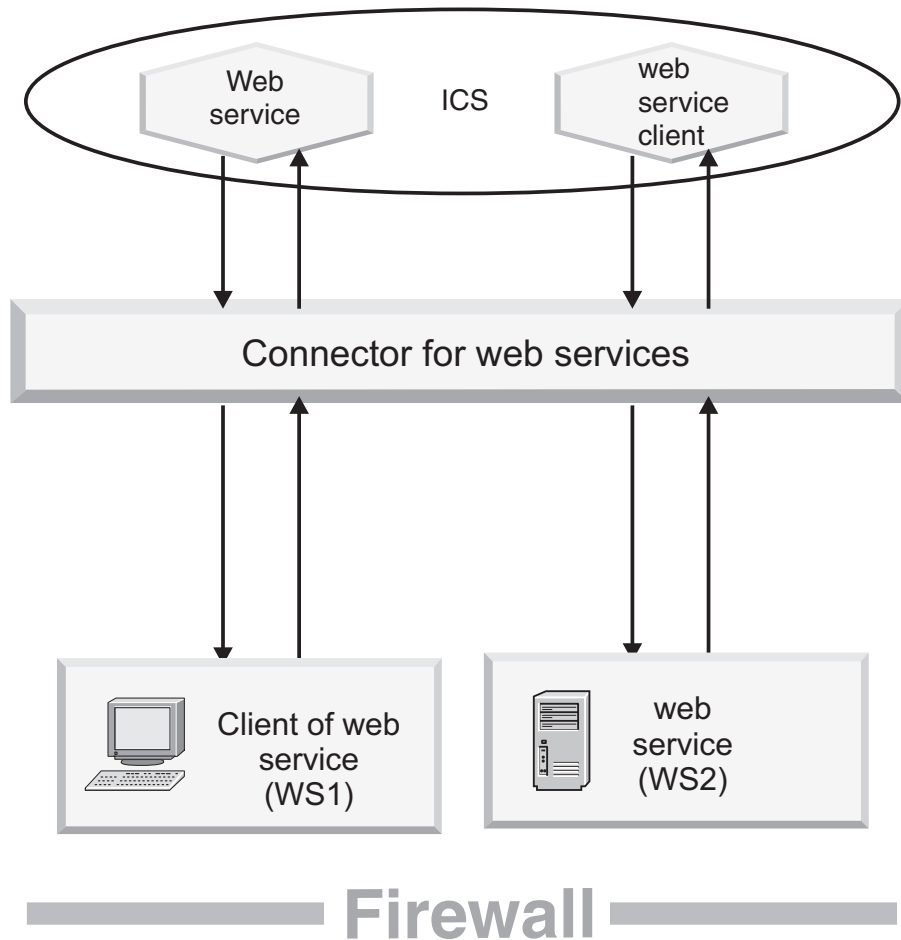 Web
service
ICS
web
service
client
Connector for web services
Client of web
service
(WS1)
web
service
(WS2)
Firewall